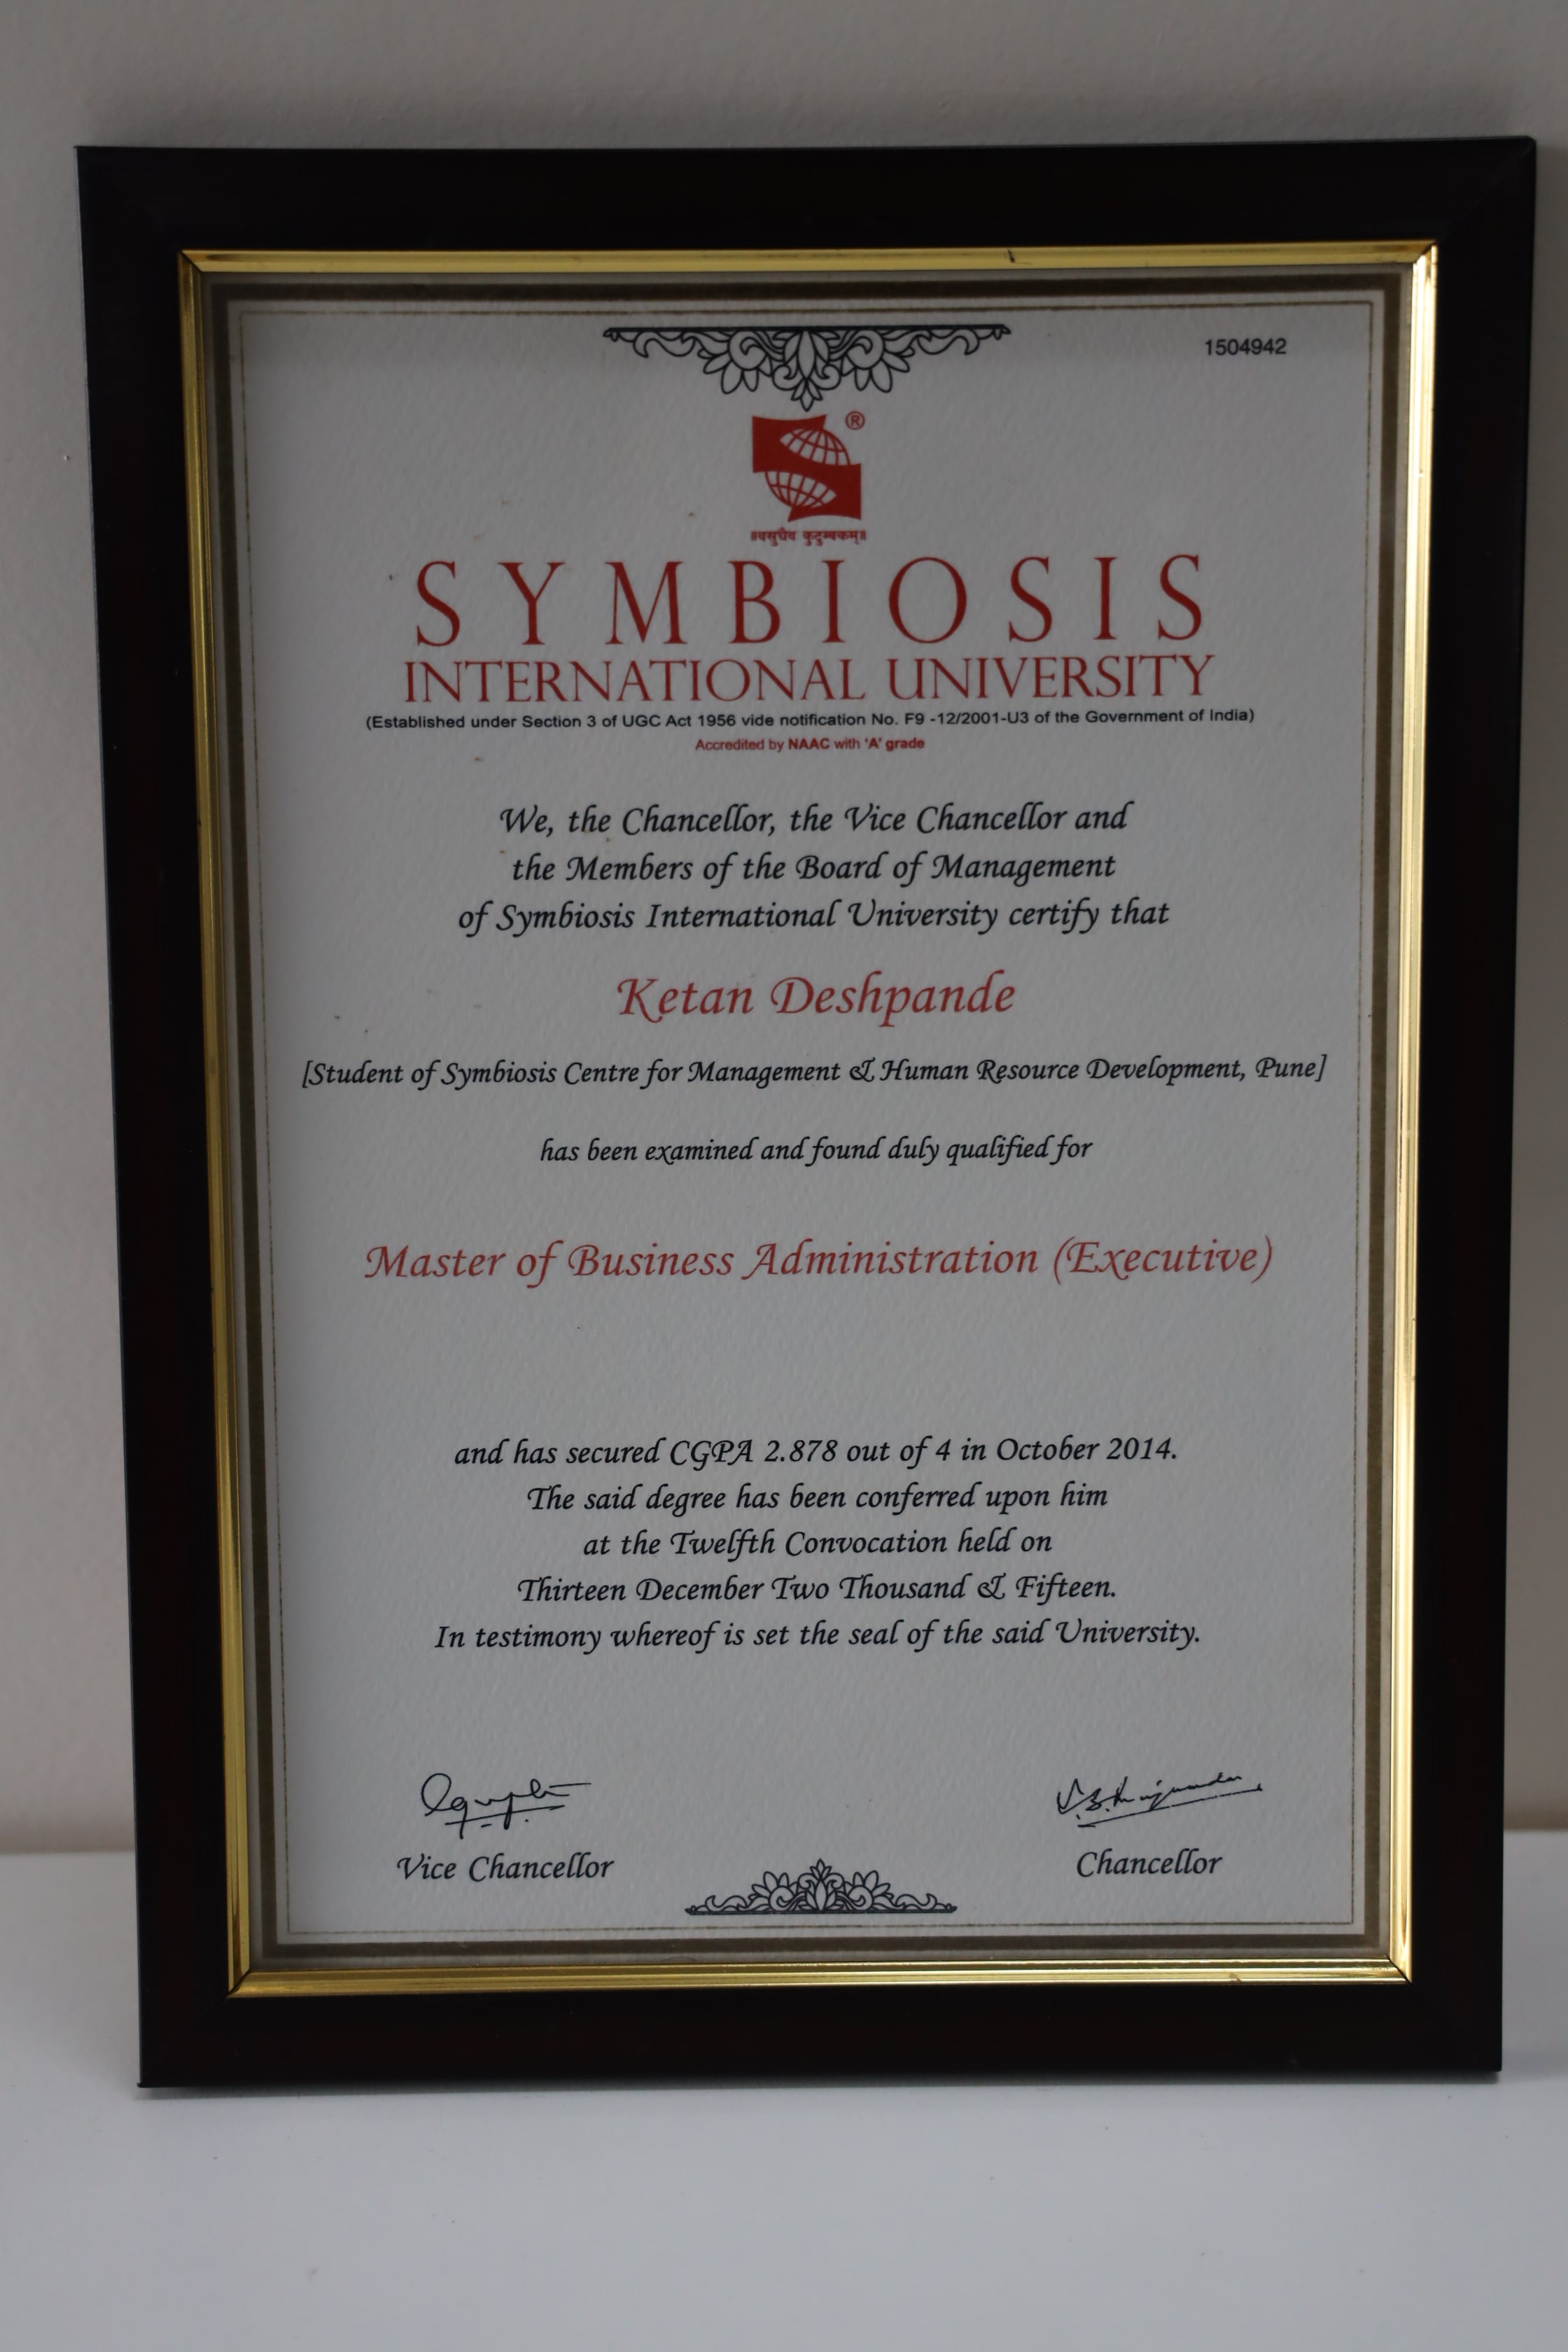 1504942
®
॥वसुधैव कुटुम्बकम्॥
SYMBIOSIS
INTERNATIONAL UNIVERSITY
(Established under Section 3 of UGC Act 1956 vide notification No. F9 -12/2001-U3 of the Government of India)
Accredited by NAAC with 'A' grade
We, the Chancellor, the Vice Chancellor and
the Members of the Board of Management
of Symbiosis International University certify that
Ketan Deshpande
[Student of Symbiosis Centre for Management & Human Resource Development, Pune]
has been examined and found duly qualified for
Master of Business Administration (Executive)
and has secured CGPA 2.878 out of 4 in October 2014.
The said degree has been conferred upon him
at the Twelfth Convocation held on
Thirteen December Two Thousand & Fifteen.
In testimony whereof is set the seal of the said University.
Vice Chancellor
Chancellor